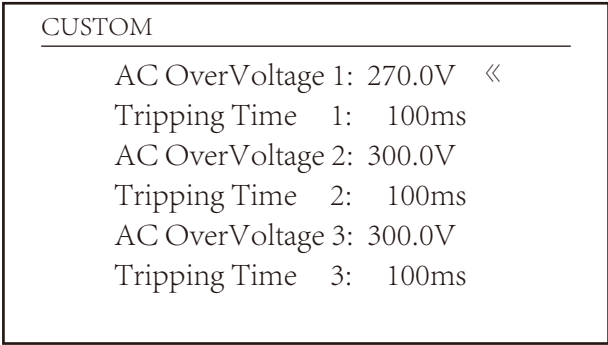 CUSTOM
AC OverVoltage 1: 270.0V «
Tripping Time 1: 100ms
AC OverVoltage 2: 300.0V
Tripping Time 2: 100ms
AC OverVoltage 3: 300.0V
Tripping Time 3: 100ms